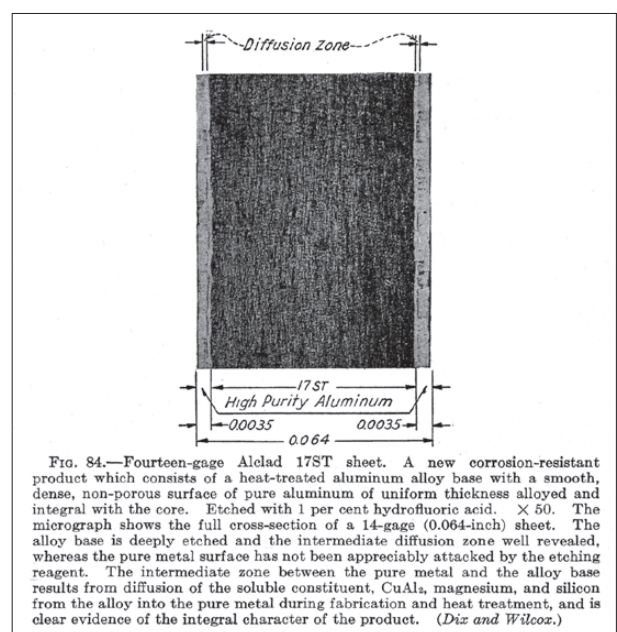 Diffusion Zone
17ST
High Purity Aluminum
0.0035 0.0035
0.064
FIG. 84.—Fourteen-gage Alclad 17ST sheet. A new corrosion-resistant
product which consists of a heat-treated aluminum alloy base with a smooth,
dense, non-porous surface of pure aluminum of uniform thickness alloyed and
integral with the core. Etched with 1 per cent hydrofluoric acid. × 50. The
micrograph shows the full cross-section of a 14-gage (0.064-inch) sheet. The
alloy base is deeply etched and the intermediate diffusion zone well revealed,
whereas the pure metal surface has not been appreciably attacked by the etching
reagent. The intermediate zone between the pure metal and the alloy base
results from diffusion of the soluble constituent, CuAl₂, magnesium, and silicon
from the alloy into the pure metal during fabrication and heat treatment, and is
clear evidence of the integral character of the product. (Dix and Wilcox.)